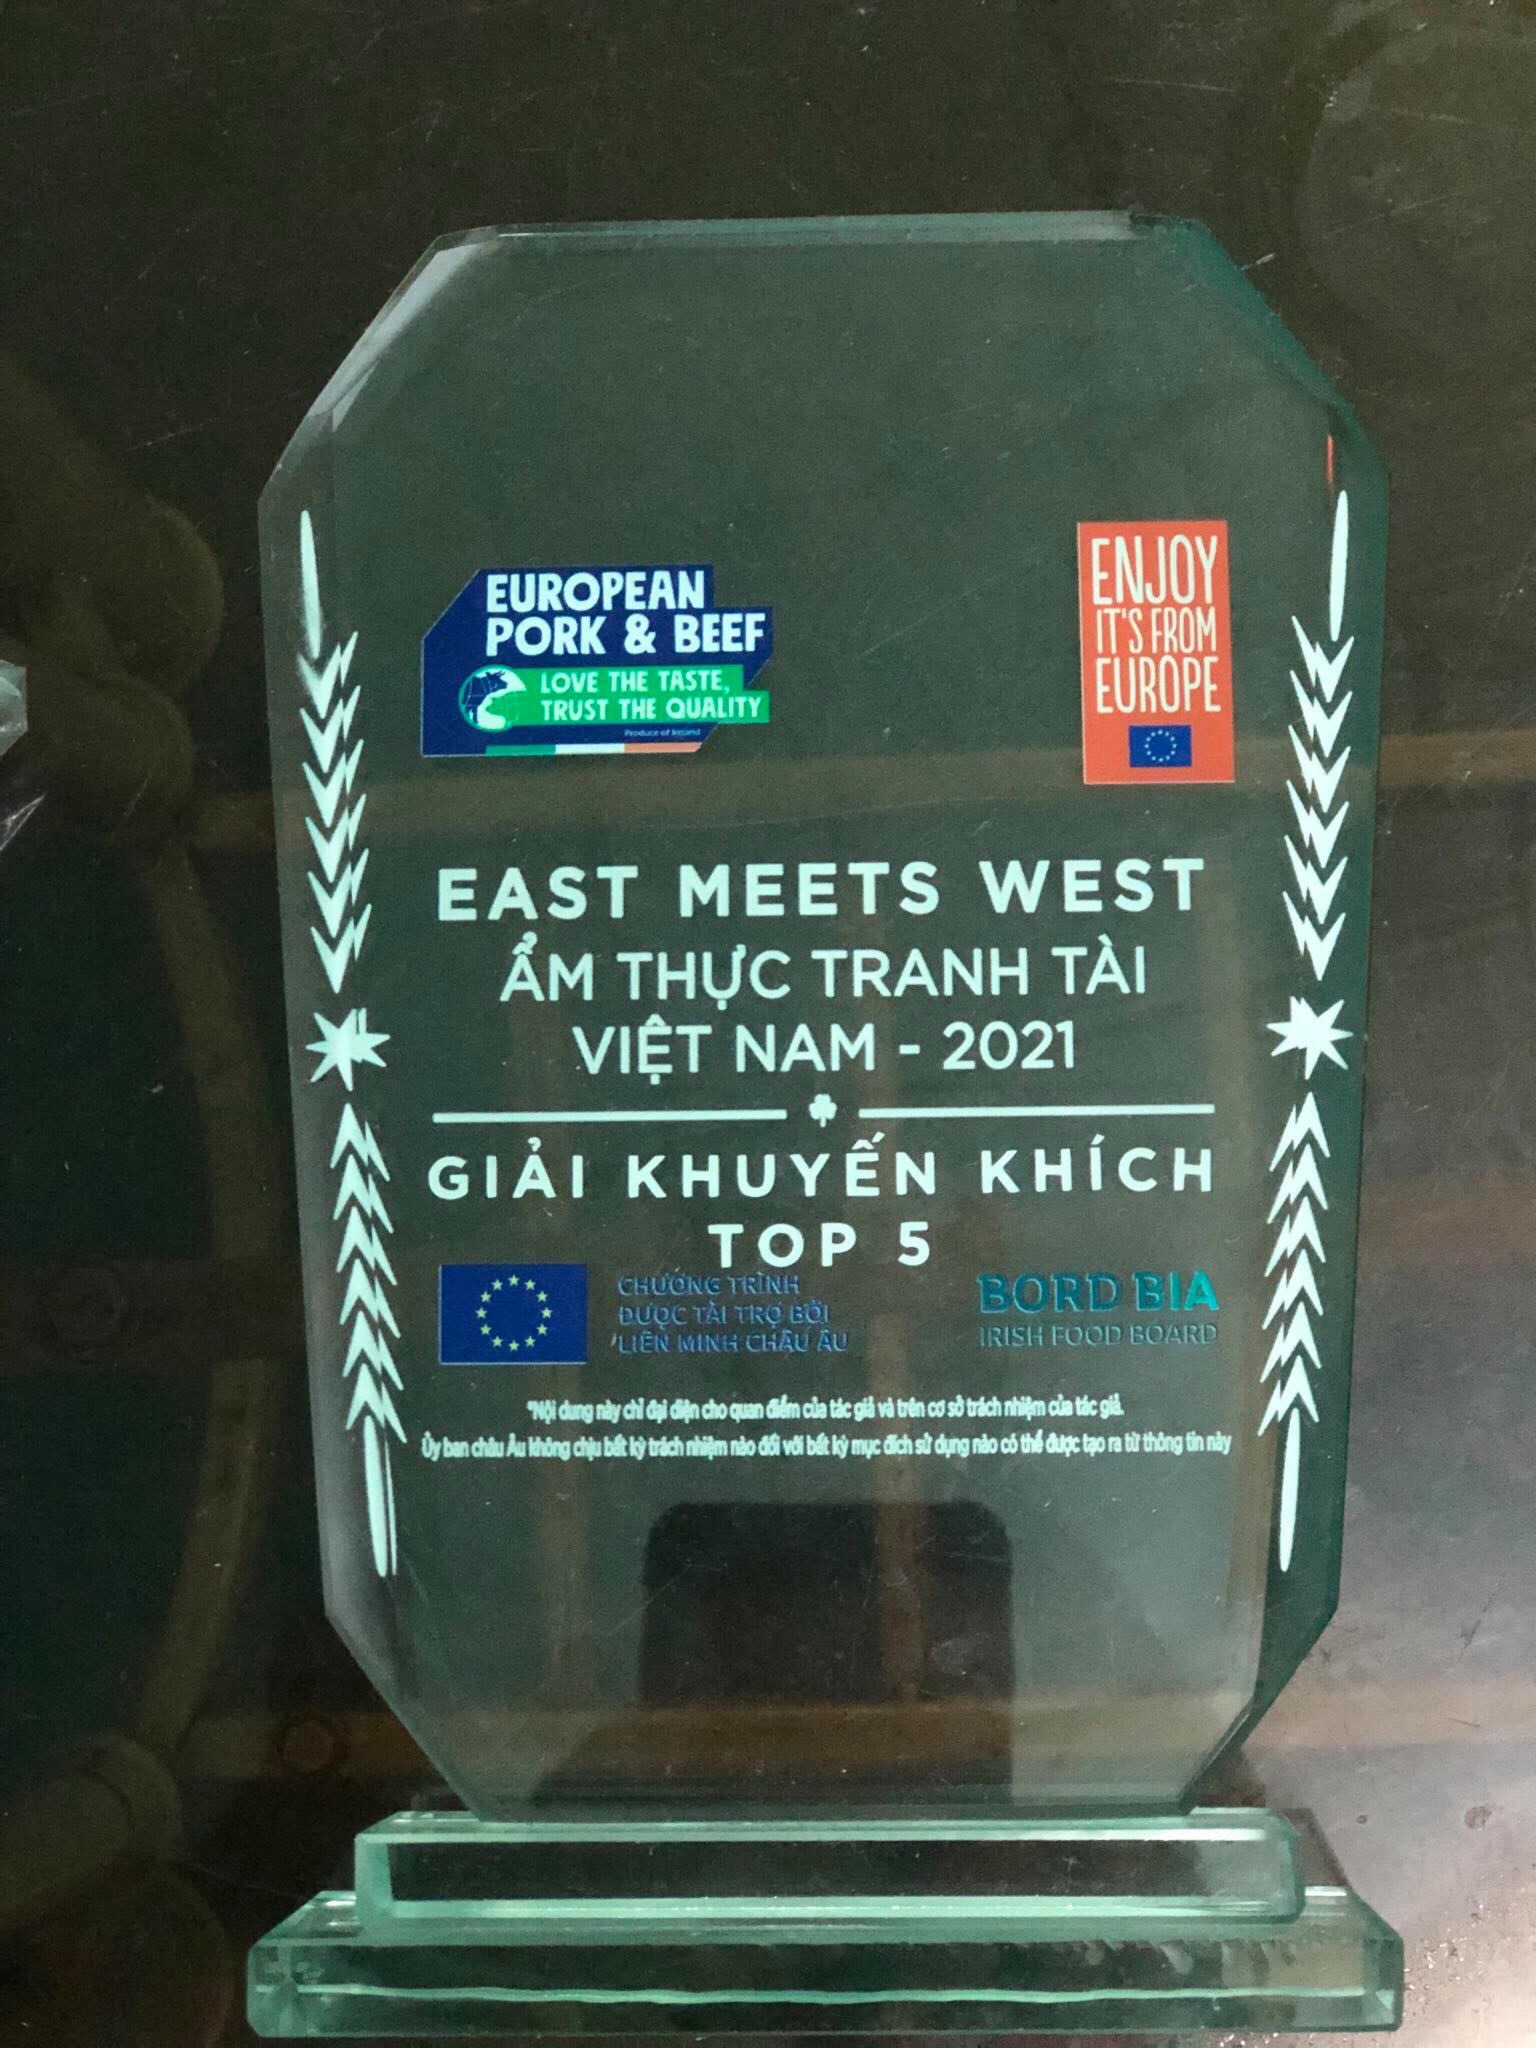 EUROPEAN
PORK & BEEF
LOVE THE TASTE,
TRUST THE QUALITY
Produce of Ireland
ENJOY
IT'S FROM
EUROPE
EAST MEETS WEST
ẨM THỰC TRANH TÀI
VIỆT NAM - 2021
GIẢI KHUYẾN KHÍCH
TOP 5
CHƯƠNG TRÌNH
ĐƯỢC TÀI TRỢ BỞI
LIÊN MINH CHÂU ÂU
BORD BIA
IRISH FOOD BOARD
*Nội dung này chỉ đại diện cho quan điểm của tác giả và trên cơ sở trách nhiệm của tác giả.
Ủy ban châu Âu không chịu bất kỳ trách nhiệm nào đối với bất kỳ mục đích sử dụng nào có thể được tạo ra từ thông tin này